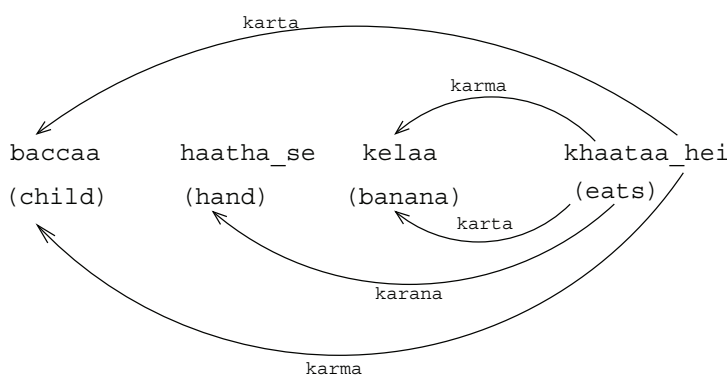 karta
karma
baccaa haatha_se kelaa khaataa_hei
(child) (hand) (banana) (eats)
karta
karana
karma